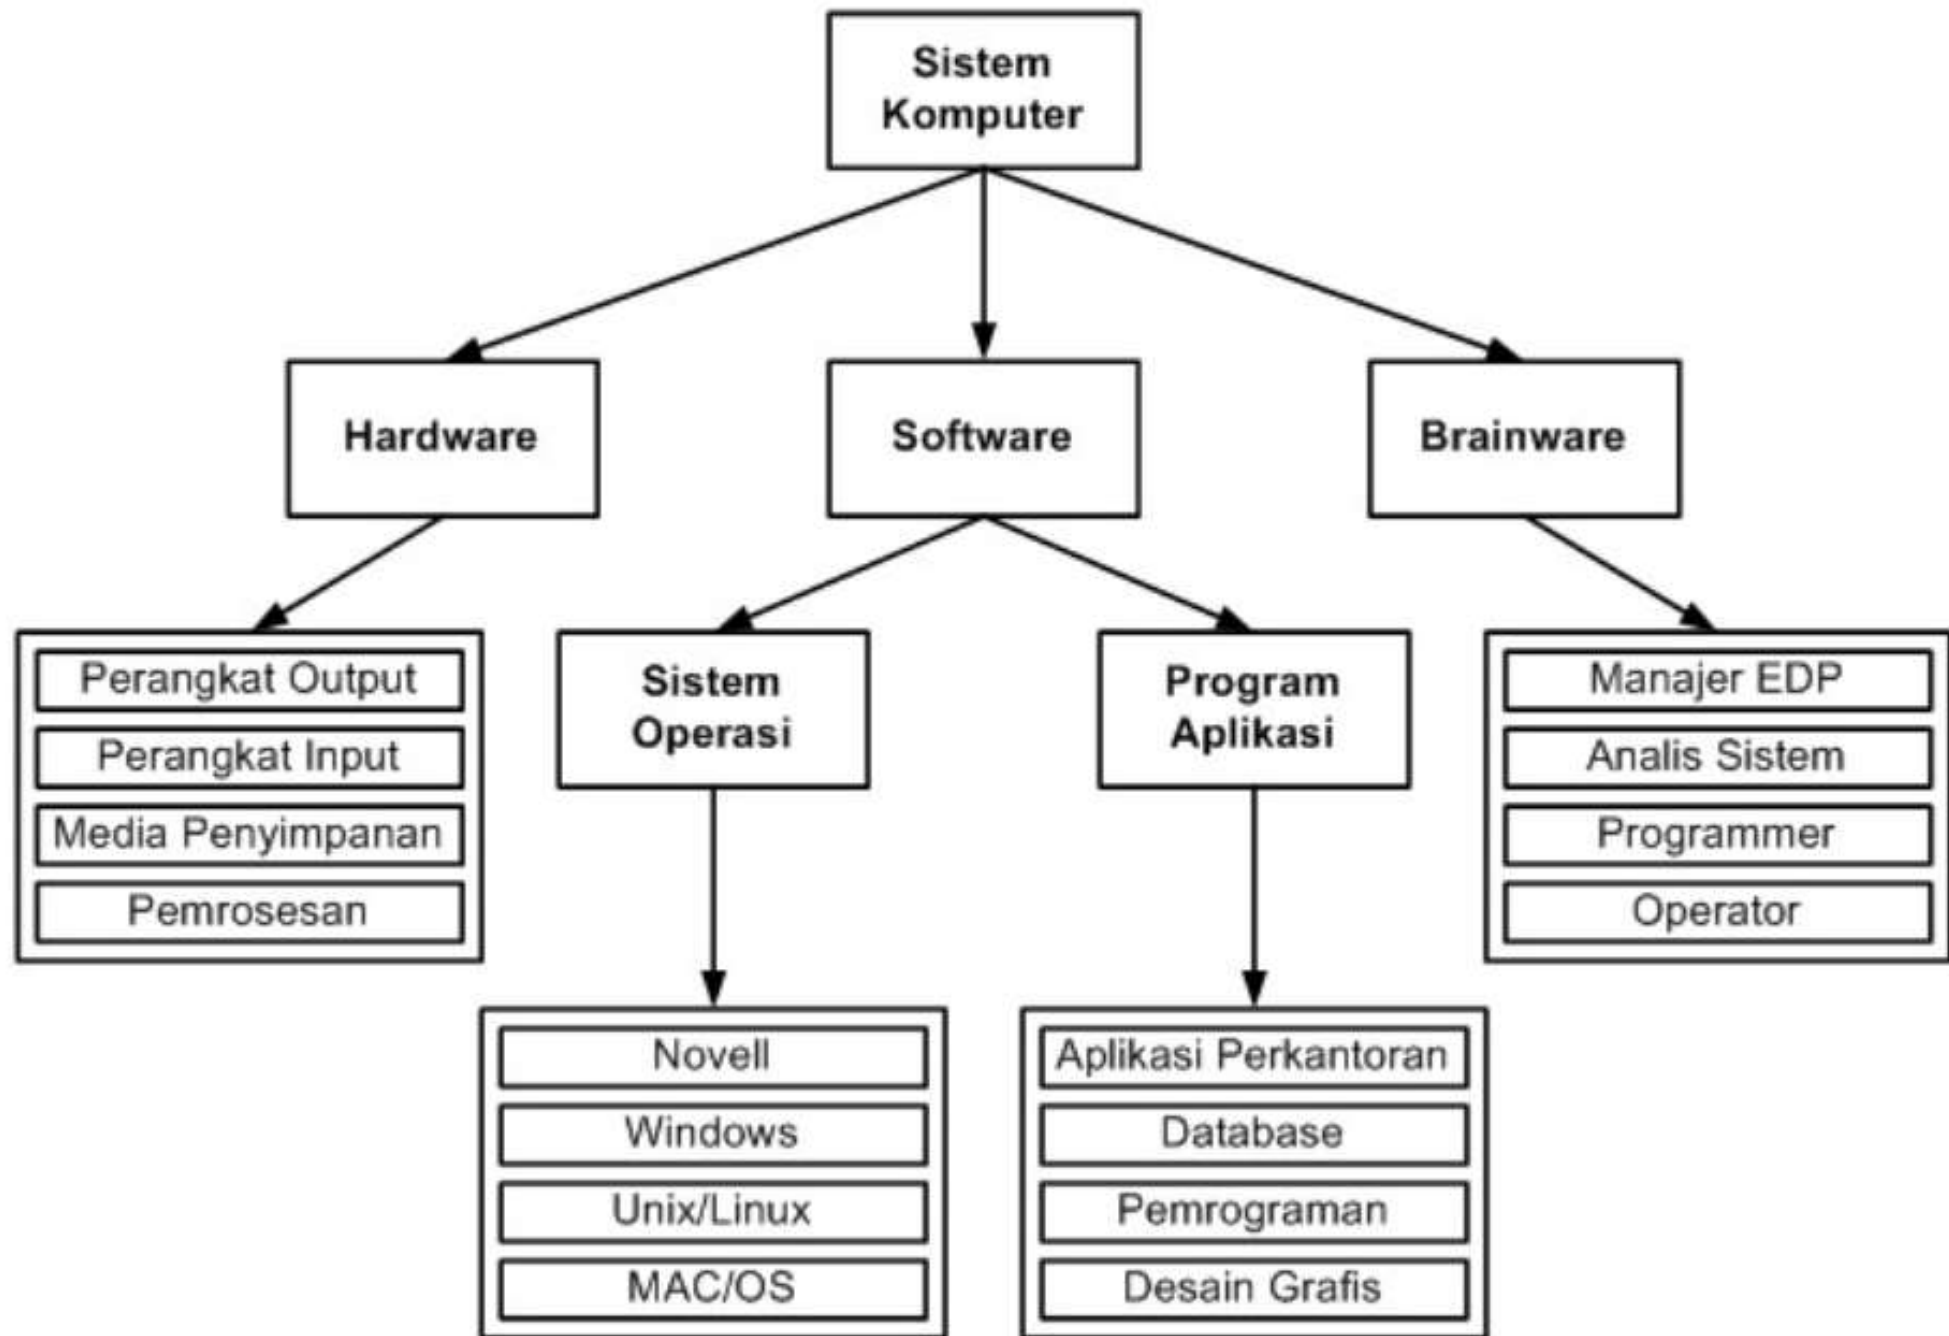 Sistem
Komputer
Hardware
Software
Brainware
Perangkat Output
Perangkat Input
Media Penyimpanan
Pemrosesan
Sistem
Operasi
Program
Aplikasi
Manajer EDP
Analis Sistem
Programmer
Operator
Novell
Windows
Unix/Linux
MAC/OS
Aplikasi Perkantoran
Database
Pemrograman
Desain Grafis